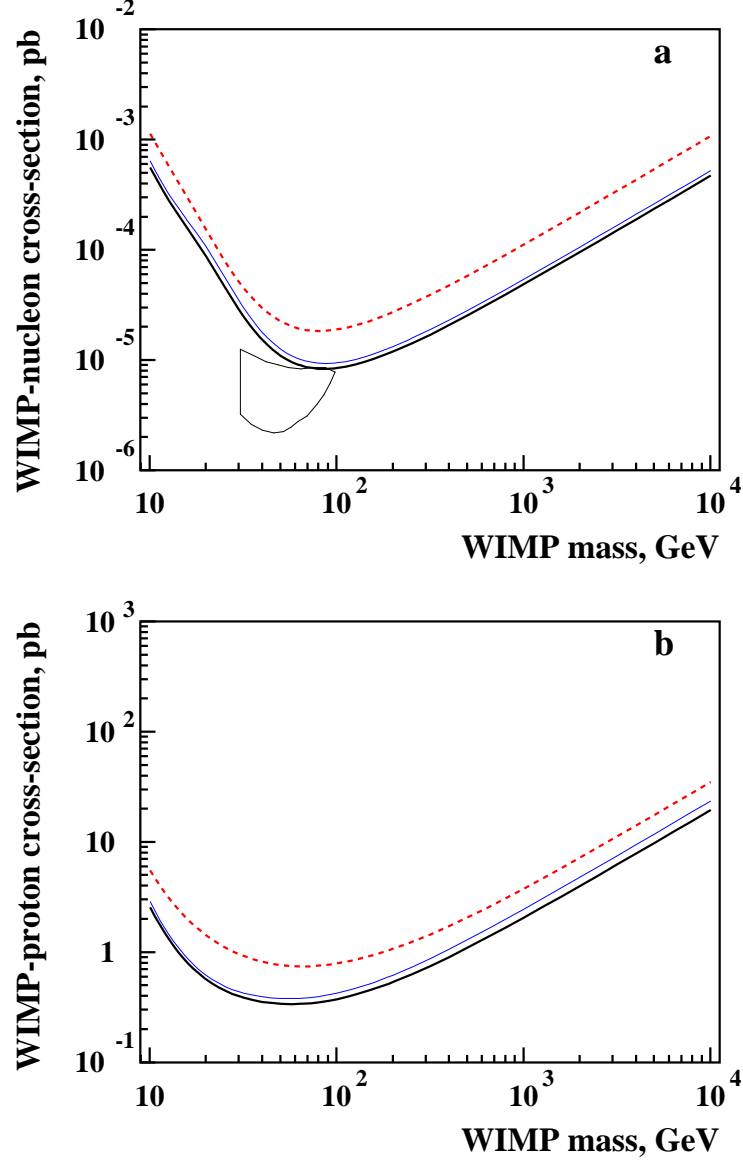 WIMP-nucleon cross-section, pb
a
10^-2
10^-3
10^-4
10^-5
10^-6
10 10^2 10^3 10^4
WIMP mass, GeV
WIMP-proton cross-section, pb
b
10^3
10^2
10
1
10^-1
10 10^2 10^3 10^4
WIMP mass, GeV